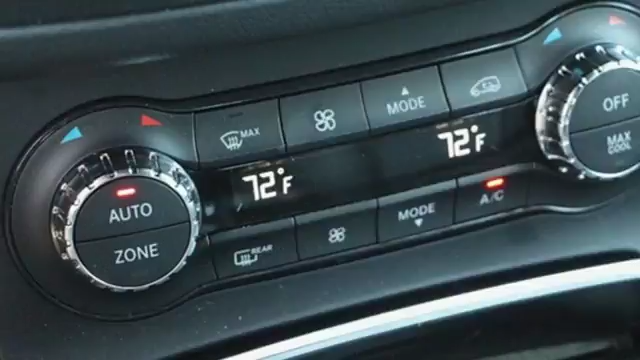 MAX
MODE
OFF
MAX
COOL
72°F
72°F
AUTO
ZONE
REAR
MODE
A/C